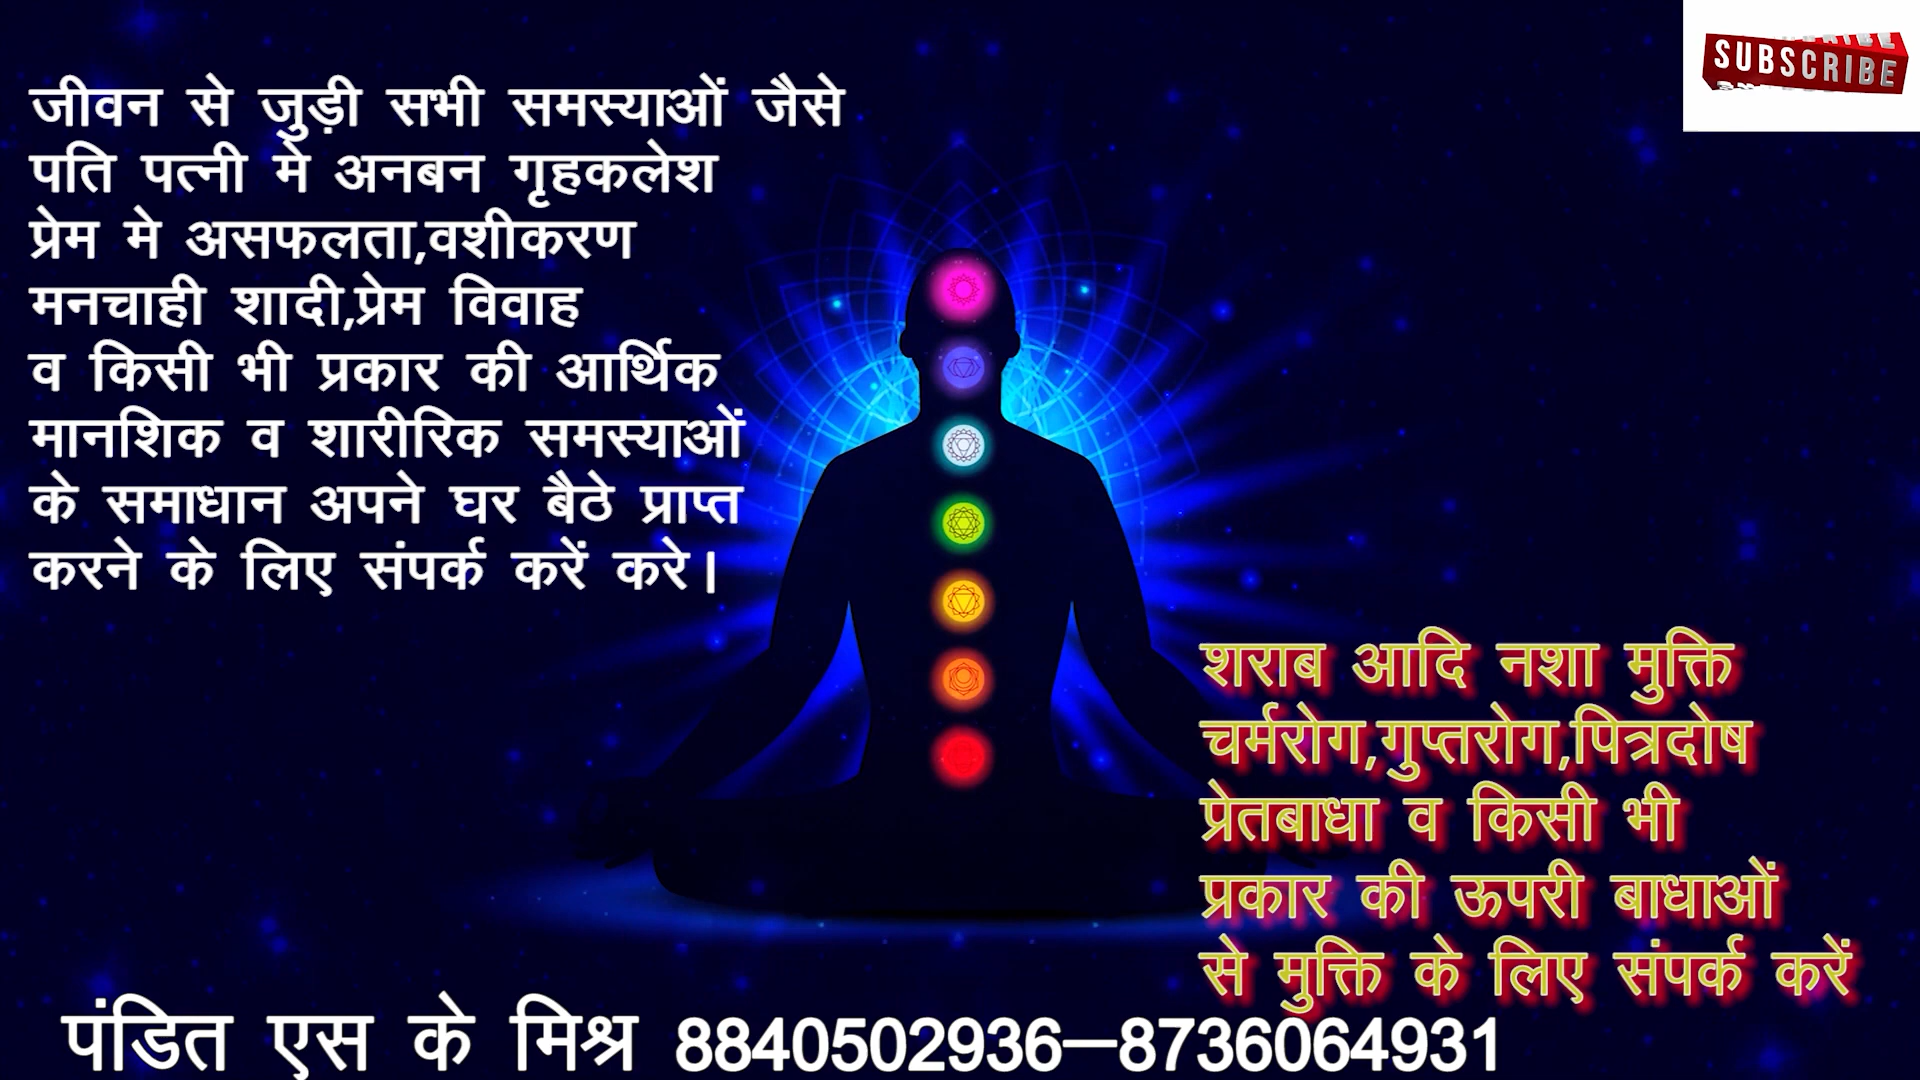 जीवन से जुड़ी सभी समस्याओं जैसे
पति पत्नी मे अनबन गृहकलेश
प्रेम मे असफलता,वशीकरण
मनचाही शादी,प्रेम विवाह
व किसी भी प्रकार की आर्थिक
मानशिक व शारीरिक समस्याओं
के समाधान अपने घर बैठे प्राप्त
करने के लिए संपर्क करें करे।
SUBSCRIBE
शराब आदि नशा मुक्ति
चर्मरोग,गुप्तरोग,पित्रदोष
प्रेतबाधा व किसी भी
प्रकार की ऊपरी बाधाओं
से मुक्ति के लिए संपर्क करें
पंडित एस के मिश्र 8840502936–8736064931